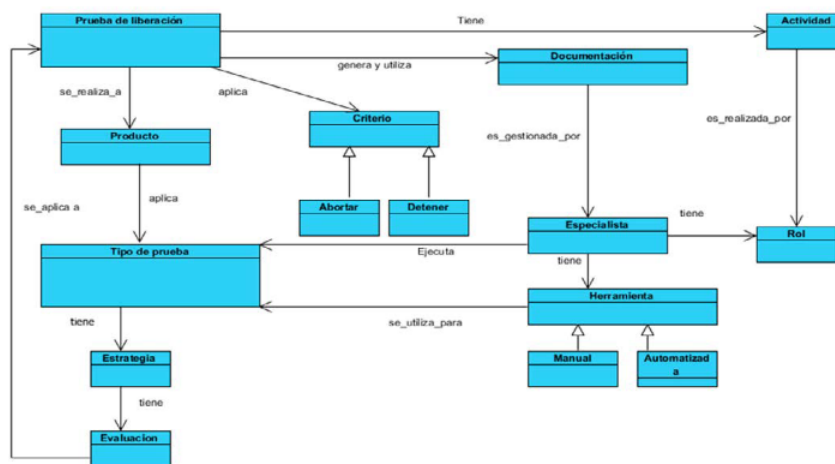 Prueba de liberación
Tiene
Actividad
genera y utiliza
Documentación
se_realiza_a
aplica
Criterio
es_gestionada_por
es_realizada_por
Producto
se_aplica a
aplica
Abortar
Detener
Especialista
tiene
Rol
Tipo de prueba
Ejecuta
tiene
Herramienta
tiene
se_utiliza_para
Estrategia
Manual
Automatizad
a
tiene
Evaluacion